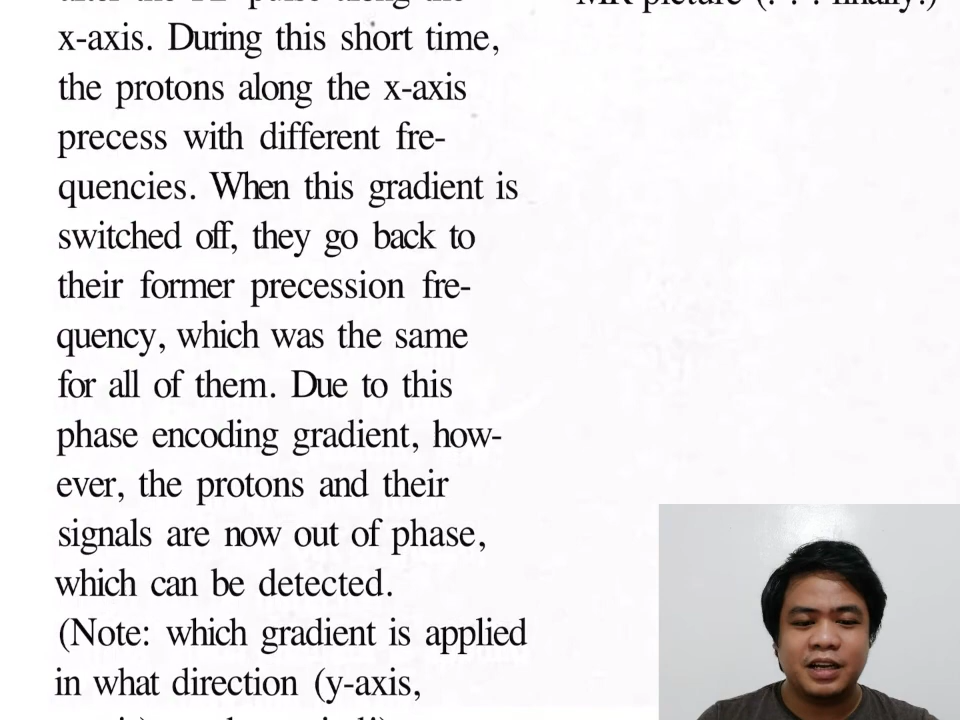 MR picture (. . . finally!)
x-axis. During this short time,
the protons along the x-axis
precess with different fre-
quencies. When this gradient is
switched off, they go back to
their former precession fre-
quency, which was the same
for all of them. Due to this
phase encoding gradient, how-
ever, the protons and their
signals are now out of phase,
which can be detected.
(Note: which gradient is applied
in what direction (y-axis,